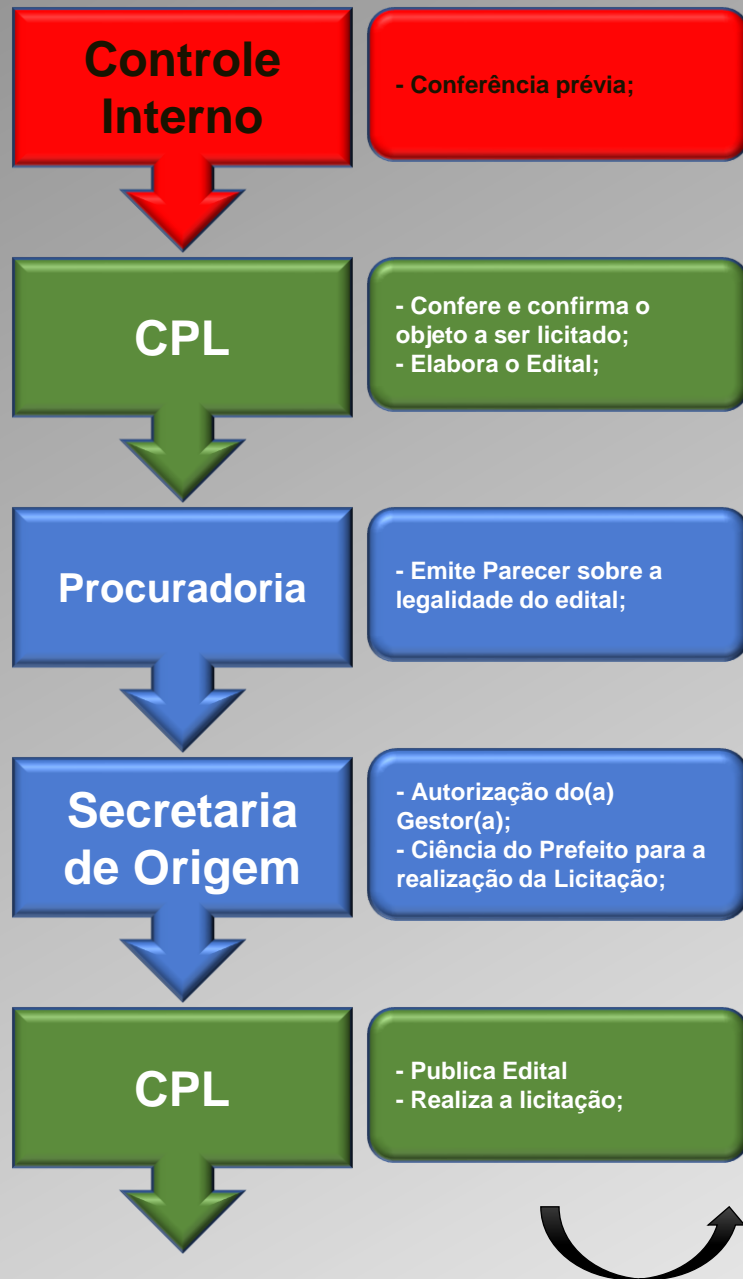 Controle
Interno
- Conferência prévia;
CPL
- Confere e confirma o
objeto a ser licitado;
- Elabora o Edital;
Procuradoria
- Emite Parecer sobre a
legalidade do edital;
Secretaria
de Origem
- Autorização do(a)
Gestor(a);
- Ciência do Prefeito para a
realização da Licitação;
CPL
- Publica Edital
- Realiza a licitação;